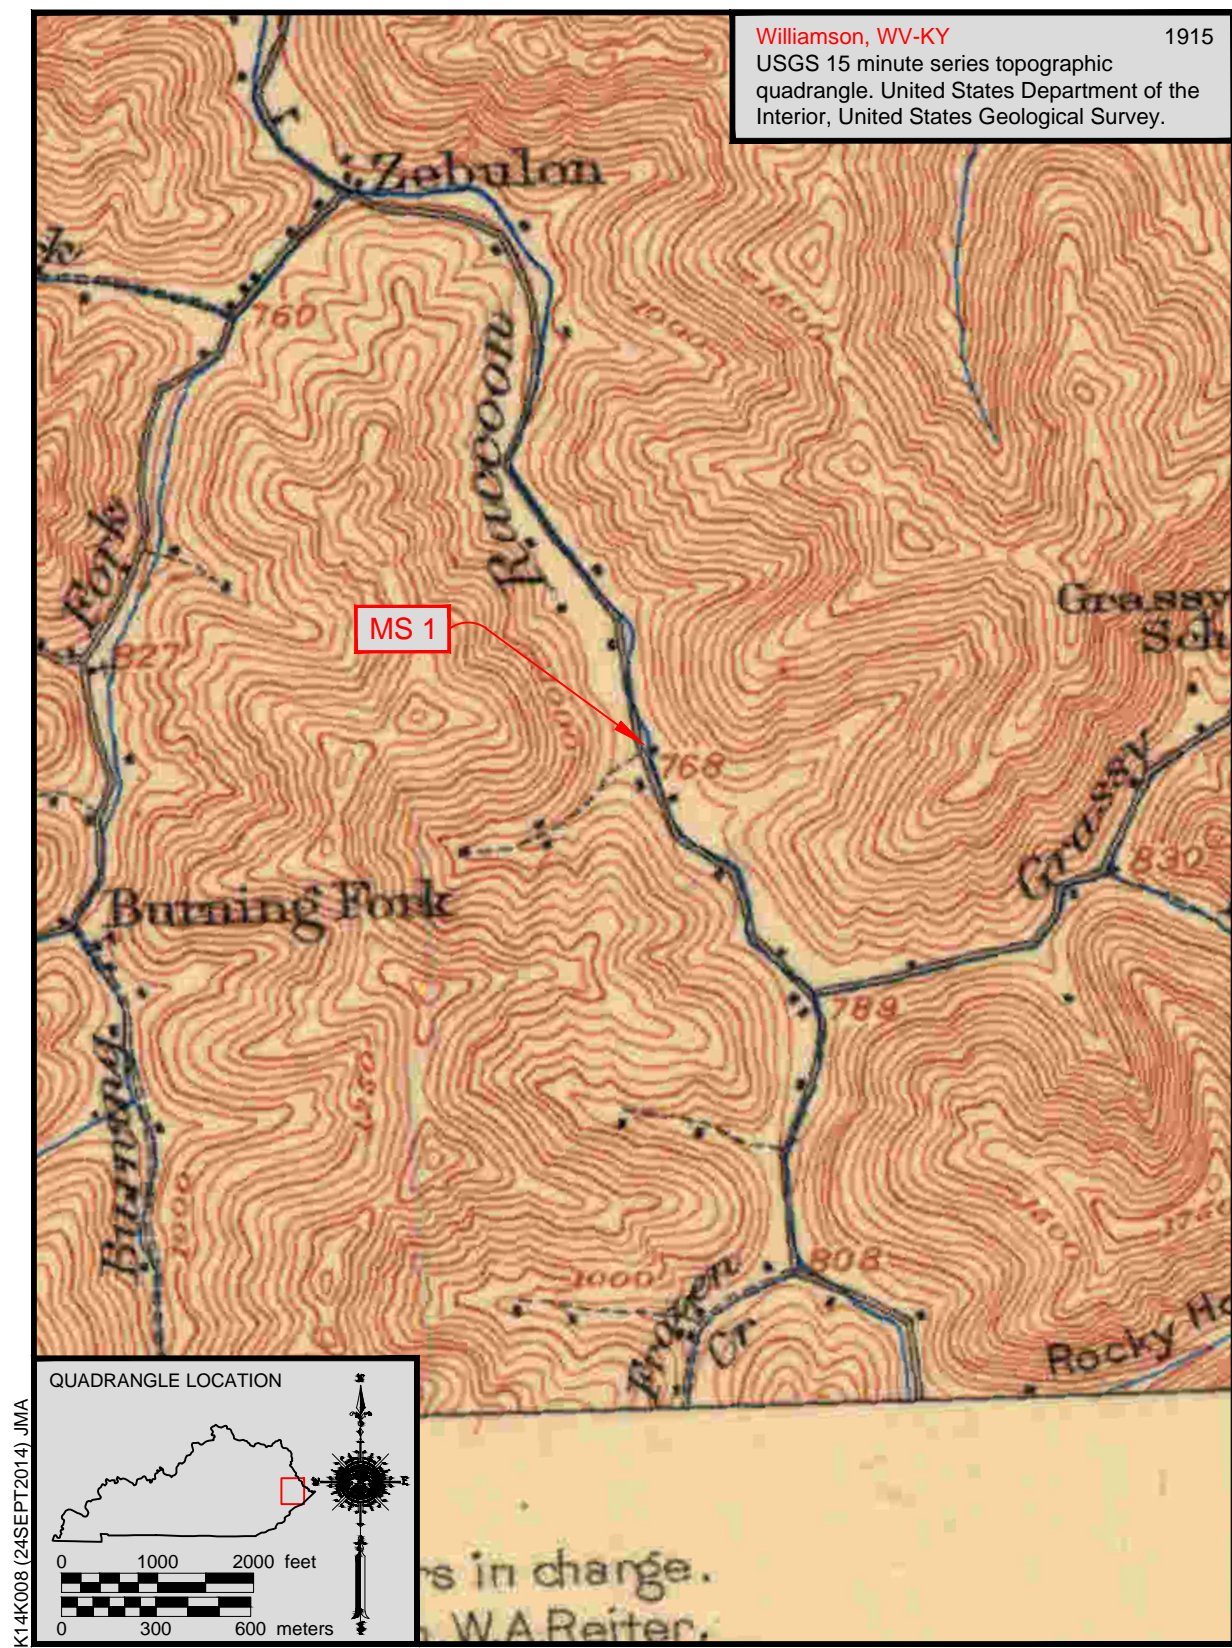 Williamson, WV-KY 1915
USGS 15 minute series topographic
quadrangle. United States Department of the
Interior, United States Geological Survey.
Zebulon
760
1000
1500
Raccoon
Fork
Grassy
MS 1
827
1000
768
Grassy
830
Burning Fork
789
Burning
1000
1000
808
Frozen
Cr
Rocky
QUADRANGLE LOCATION
0 1000 2000 feet
0 300 600 meters
rs in charge.
W.A.Reiter.
K14K008 (24SEPT2014) JMA